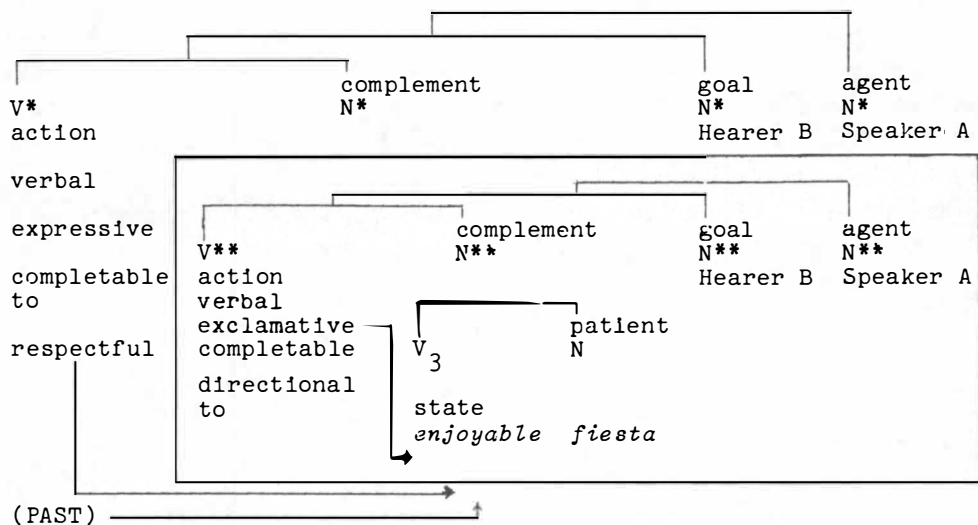 complement goal agent
V* N* N* N*
action Hearer B Speaker A
verbal
expressive complement goal agent
V** N** N** N**
completable action Hearer B Speaker A
to verbal
exclamative patient
respectful completable V3 N
directional
to state
enjoyable fiesta
(PAST)